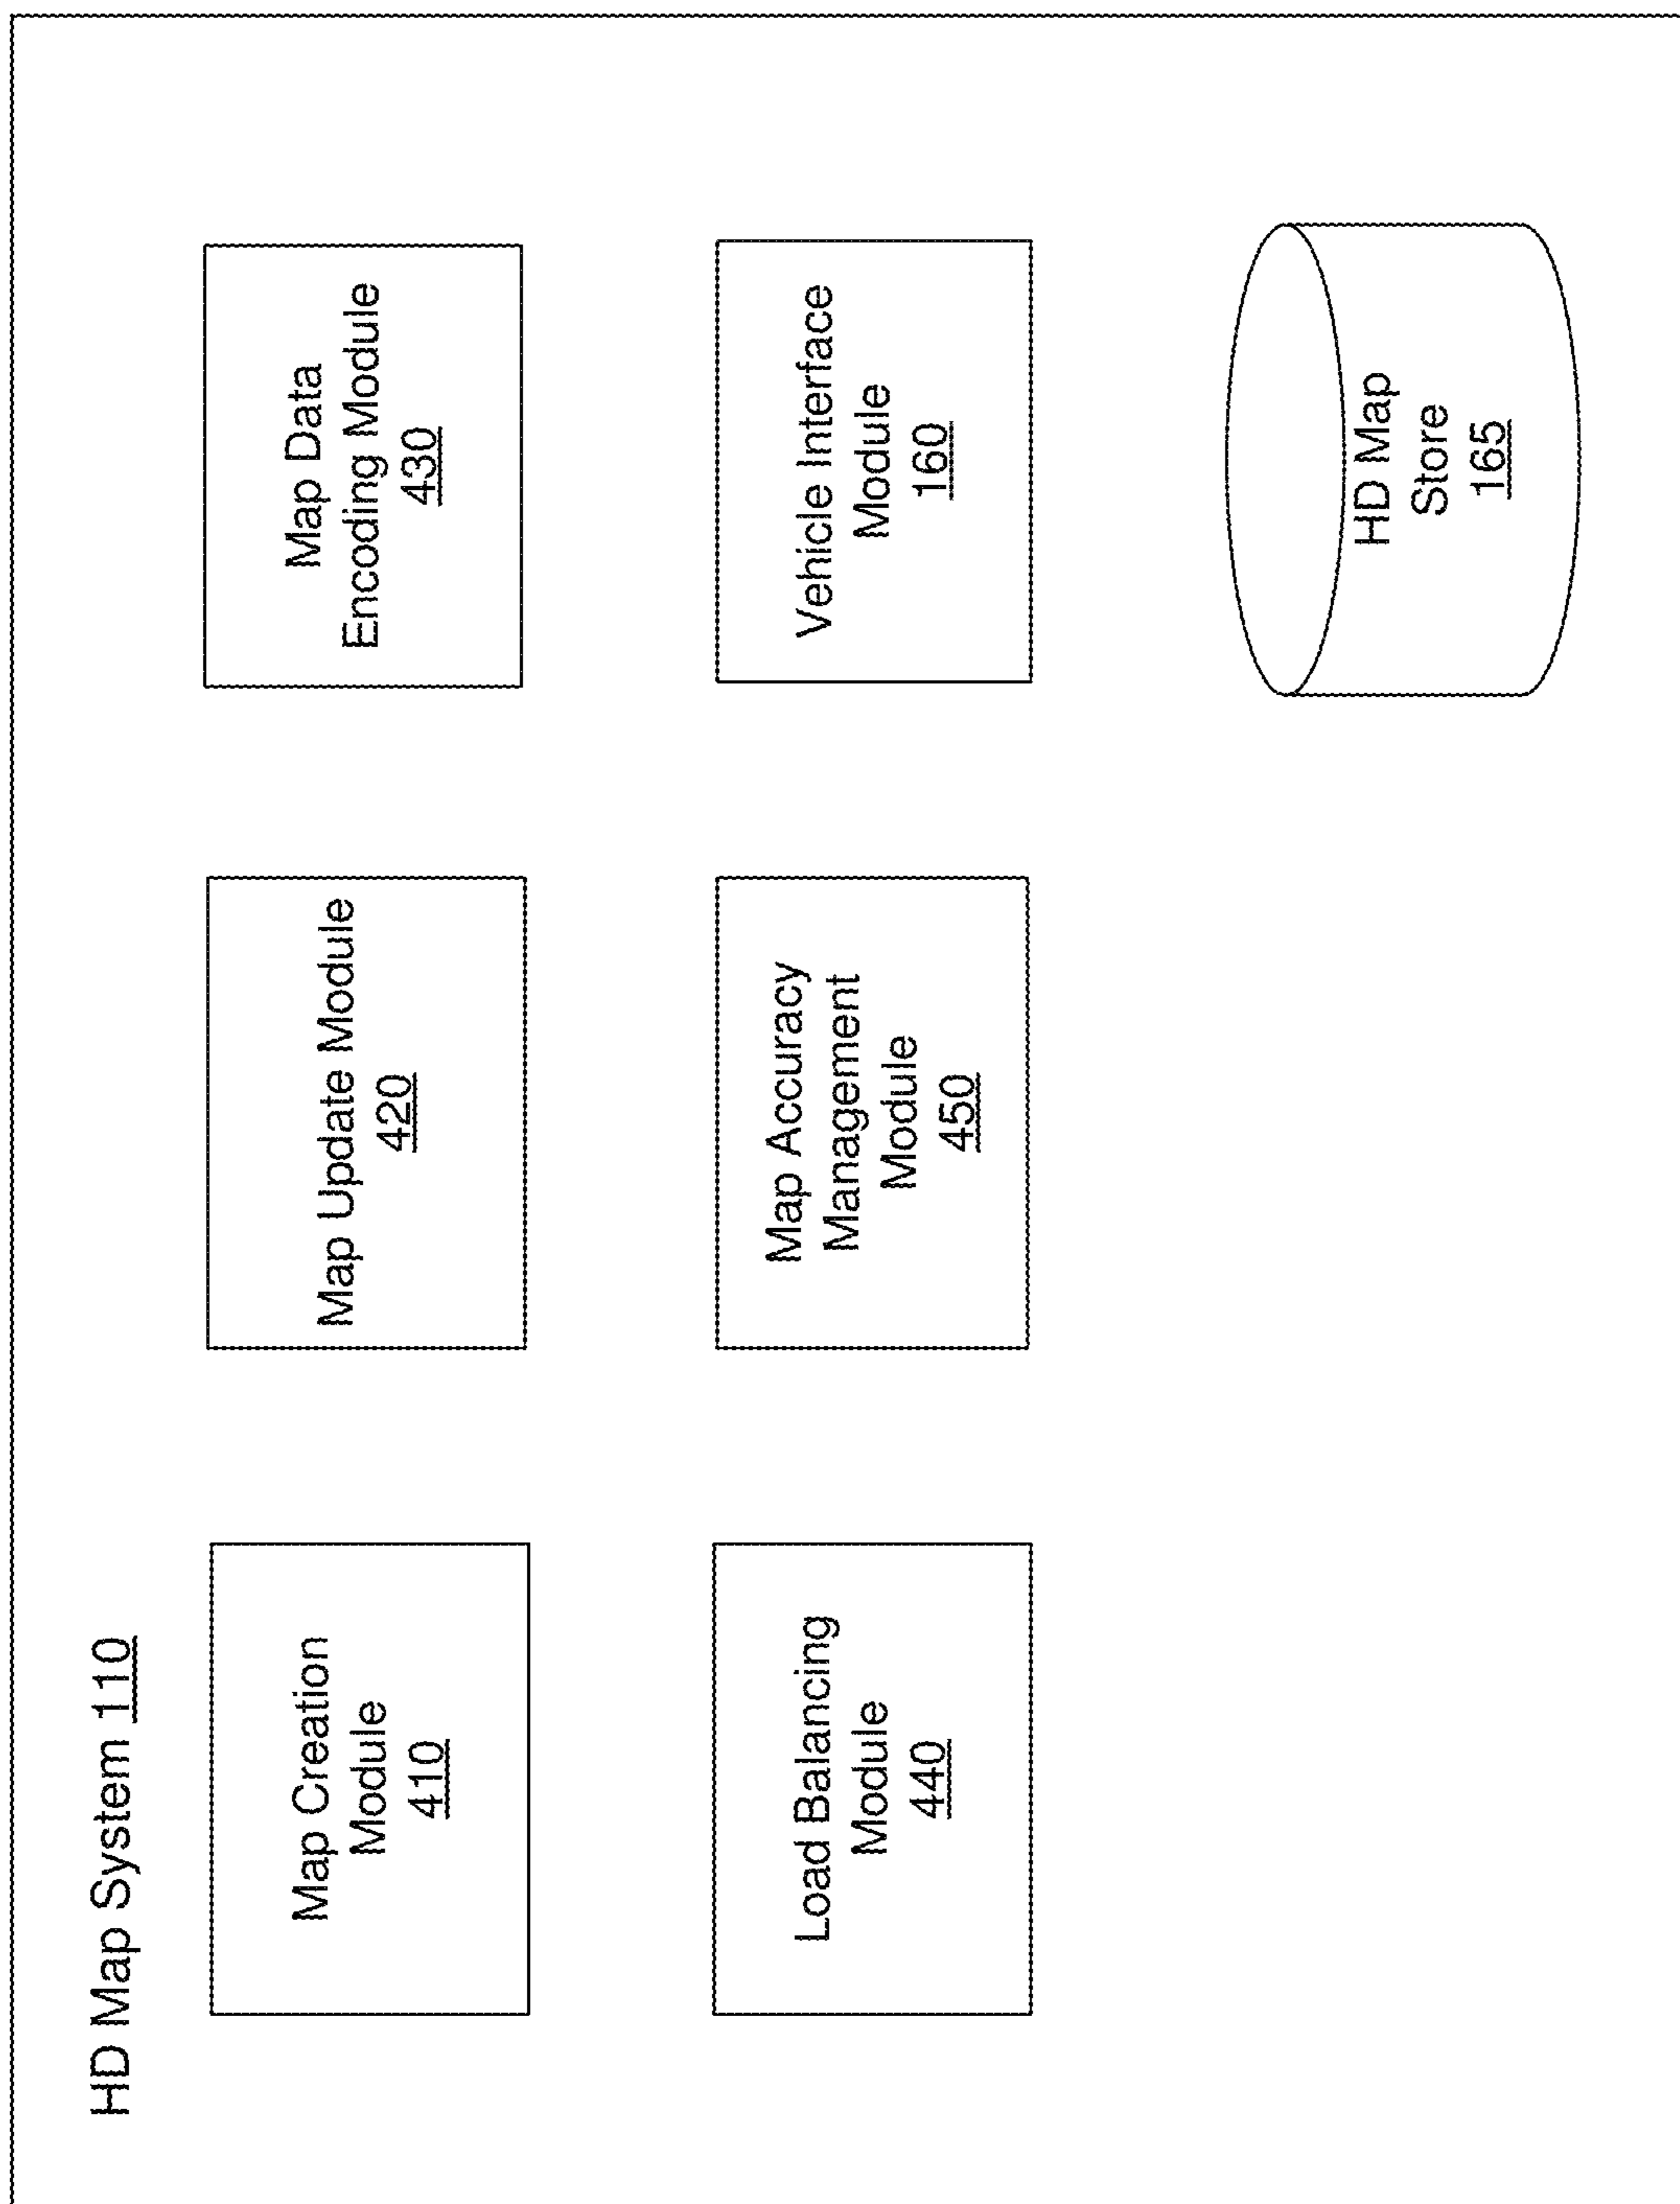 HD Map System 110
Map Creation
Module
410
Map Update Module
420
Map Data
Encoding Module
430
Load Balancing
Module
440
Map Accuracy
Management
Module
450
Vehicle Interface
Module
160
HD Map
Store
165